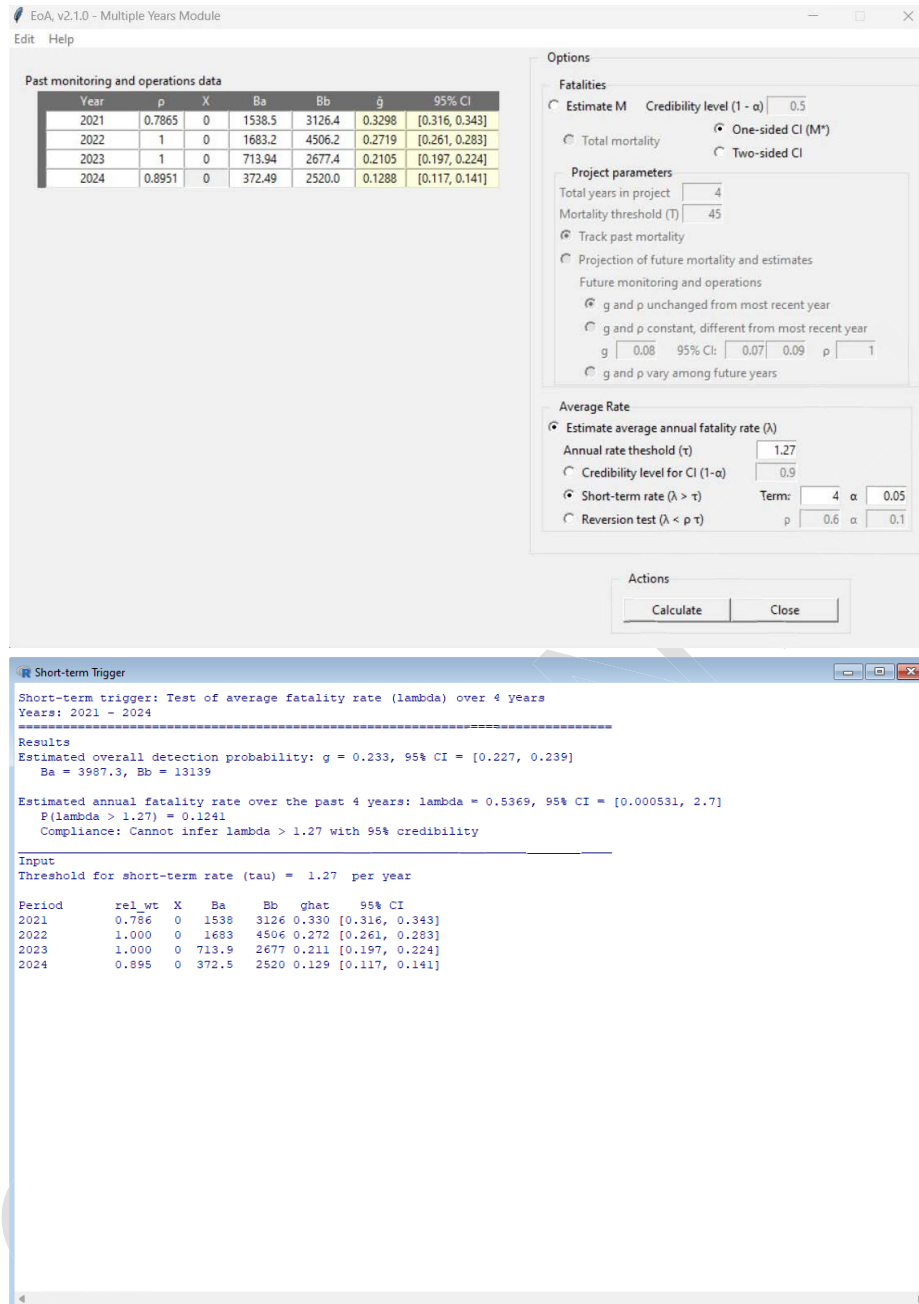 EoA, v2.1.0 - Multiple Years Module
Edit Help
Past monitoring and operations data
Year ρ X Ba Bb ĝ 95% CI
2021 0.7865 0 1538.5 3126.4 0.3298 [0.316, 0.343]
2022 1 0 1683.2 4506.2 0.2719 [0.261, 0.283]
2023 1 0 713.94 2677.4 0.2105 [0.197, 0.224]
2024 0.8951 0 372.49 2520.0 0.1288 [0.117, 0.141]
Options
Fatalities
Estimate M Credibility level (1 - α) 0.5
Total mortality
One-sided CI (M*)
Two-sided CI
Project parameters
Total years in project 4
Mortality threshold (T) 45
Track past mortality
Projection of future mortality and estimates
Future monitoring and operations
g and ρ unchanged from most recent year
g and ρ constant, different from most recent year
g 0.08 95% CI: 0.07 0.09 ρ 1
g and ρ vary among future years
Average Rate
Estimate average annual fatality rate (λ)
Annual rate theshold (τ) 1.27
Credibility level for CI (1-α) 0.9
Short-term rate (λ > τ) Term: 4 α 0.05
Reversion test (λ < ρ τ) ρ 0.6 α 0.1
Actions
Calculate Close
Short-term Trigger
Short-term trigger: Test of average fatality rate (lambda) over 4 years
Years: 2021 - 2024
Results
Estimated overall detection probability: g = 0.233, 95% CI = [0.227, 0.239]
Ba = 3987.3, Bb = 13139
Estimated annual fatality rate over the past 4 years: lambda = 0.5369, 95% CI = [0.000531, 2.7]
P(lambda > 1.27) = 0.1241
Compliance: Cannot infer lambda > 1.27 with 95% credibility
Input
Threshold for short-term rate (tau) = 1.27 per year
Period rel_wt X Ba Bb ghat 95% CI
2021 0.786 0 1538 3126 0.330 [0.316, 0.343]
2022 1.000 0 1683 4506 0.272 [0.261, 0.283]
2023 1.000 0 713.9 2677 0.211 [0.197, 0.224]
2024 0.895 0 372.5 2520 0.129 [0.117, 0.141]